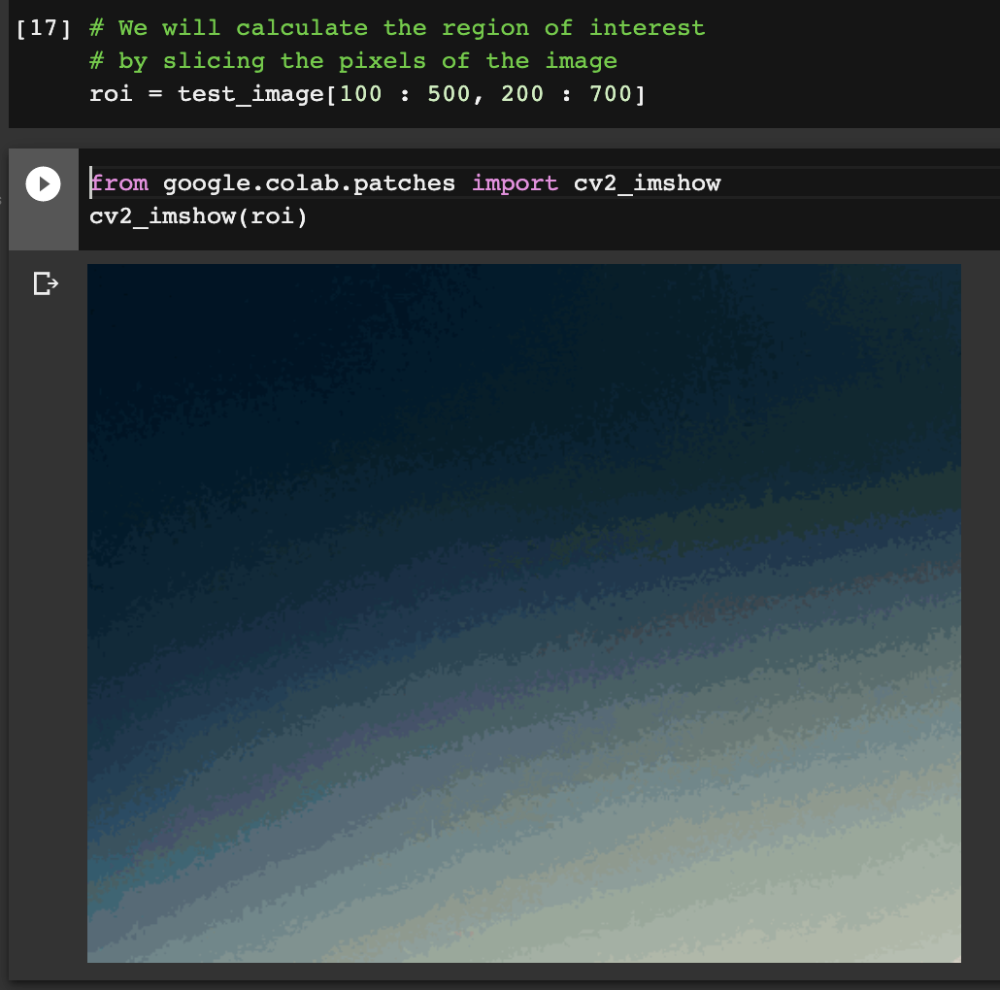 [17] # We will calculate the region of interest
# by slicing the pixels of the image
roi = test_image[100 : 500, 200 : 700]
from google.colab.patches import cv2_imshow
cv2_imshow(roi)